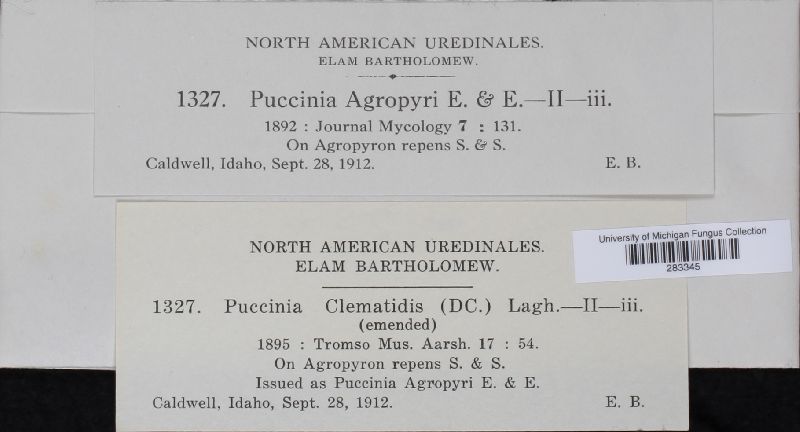 NORTH AMERICAN UREDINALES.
ELAM BARTHOLOMEW.
1327. Puccinia Agropyri E. & E.—II—iii.
1892 : Journal Mycology 7 : 131.
On Agropyron repens S. & S.
Caldwell, Idaho, Sept. 28, 1912. E. B.
University of Michigan Fungus Collection
283345
NORTH AMERICAN UREDINALES.
ELAM BARTHOLOMEW.
1327. Puccinia Clematidis (DC.) Lagh.—II—iii.
(emended)
1895 : Tromso Mus. Aarsh. 17 : 54.
On Agropyron repens S. & S.
Issued as Puccinia Agropyri E. & E.
Caldwell, Idaho, Sept. 28, 1912. E. B.